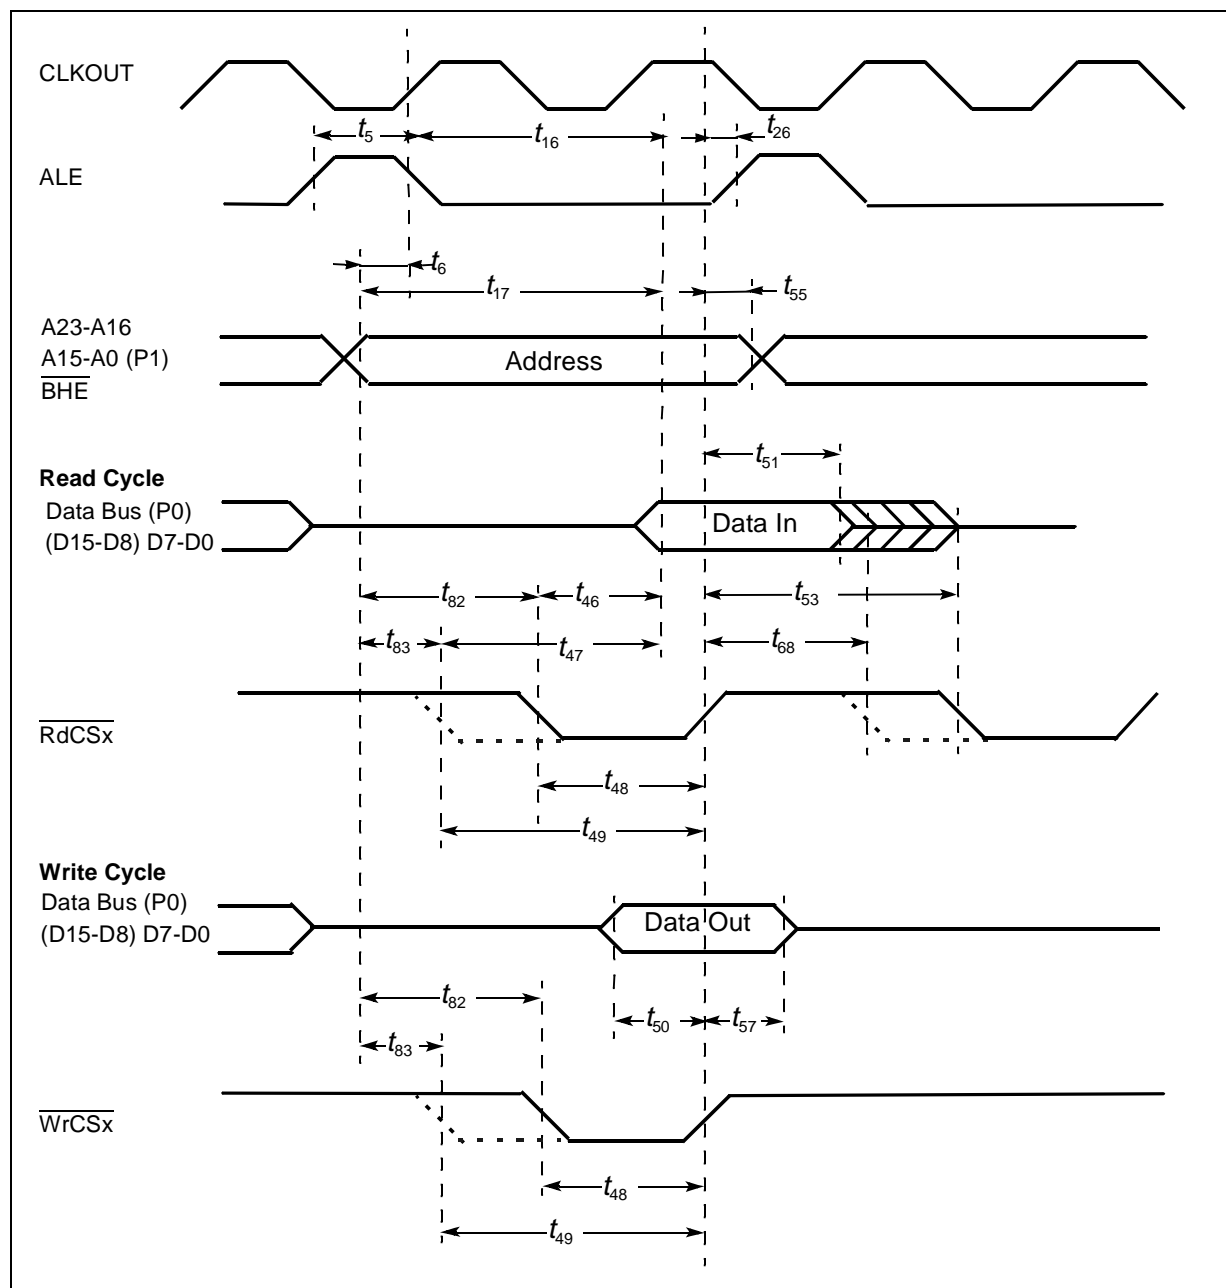 CLKOUT
t5
t16
t26
ALE
t6
t17
t55
A23-A16
A15-A0 (P1)
BHE
Address
t51
Read Cycle
Data Bus (P0)
(D15-D8) D7-D0
Data In
t82
t46
t53
t83
t47
t68
RdCSx
t48
t49
Write Cycle
Data Bus (P0)
(D15-D8) D7-D0
Data Out
t82
t50
t57
t83
WrCSx
t48
t49